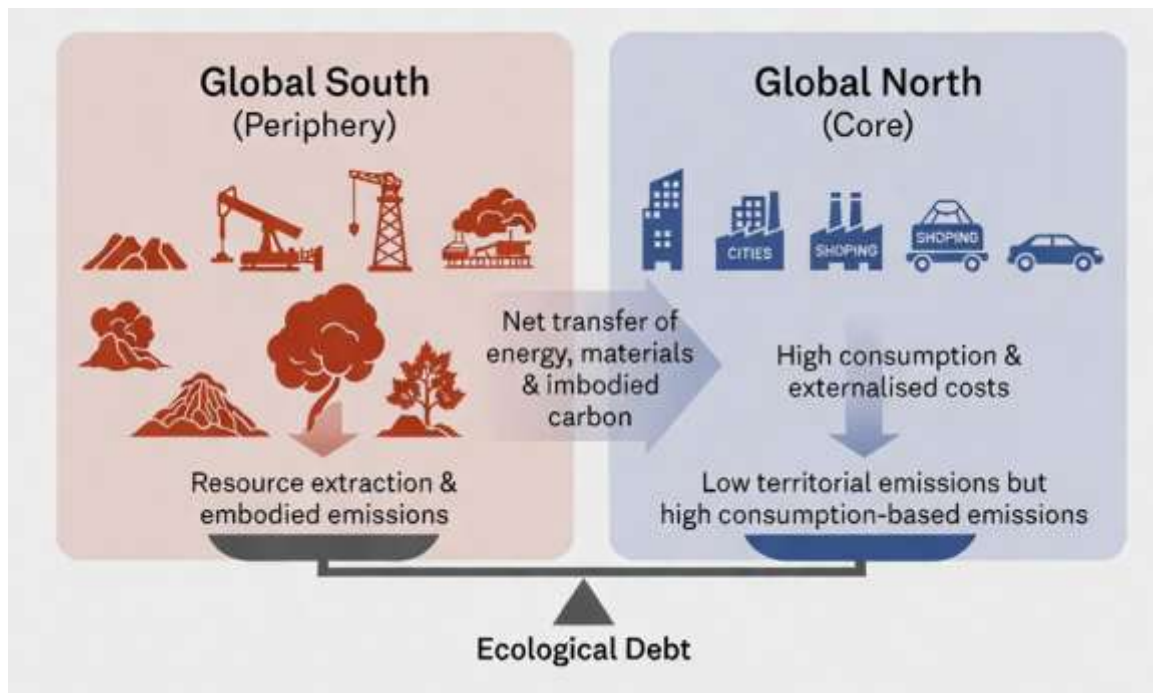 Global South
(Periphery)
Global North
(Core)
CITIES
SHOPING
SHOPING
Net transfer of
energy, materials
& imbodied
carbon
High consumption &
externalised costs
Resource extraction &
embodied emissions
Low territorial emissions but
high consumption-based emissions
Ecological Debt